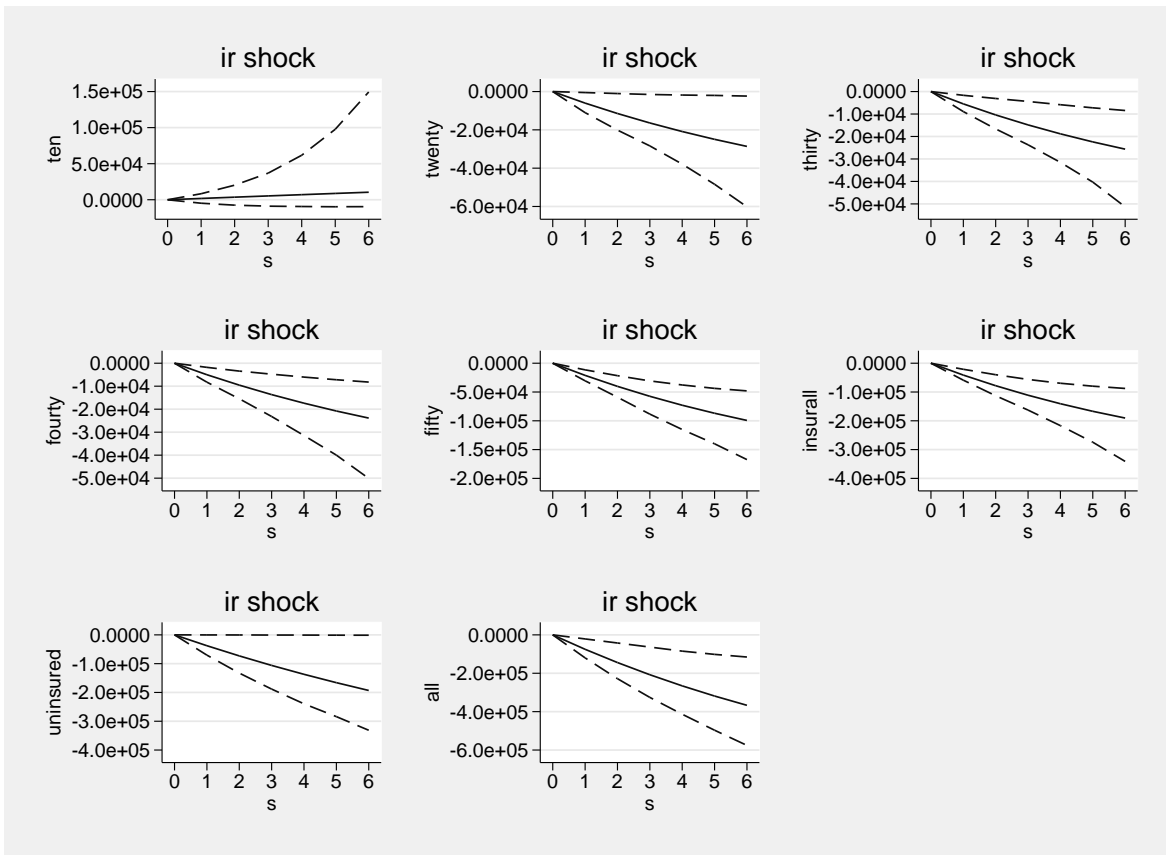 ir shock
ten
1.5e+05
1.0e+05
5.0e+04
0.0000
0 1 2 3 4 5 6
s
ir shock
twenty
0.0000
-2.0e+04
-4.0e+04
-6.0e+04
0 1 2 3 4 5 6
s
ir shock
thirty
0.0000
-1.0e+04
-2.0e+04
-3.0e+04
-4.0e+04
-5.0e+04
0 1 2 3 4 5 6
s
ir shock
fourty
0.0000
-1.0e+04
-2.0e+04
-3.0e+04
-4.0e+04
-5.0e+04
0 1 2 3 4 5 6
s
ir shock
fifty
0.0000
-5.0e+04
-1.0e+05
-1.5e+05
-2.0e+05
0 1 2 3 4 5 6
s
ir shock
insurall
0.0000
-1.0e+05
-2.0e+05
-3.0e+05
-4.0e+05
0 1 2 3 4 5 6
s
ir shock
uninsured
0.0000
-1.0e+05
-2.0e+05
-3.0e+05
-4.0e+05
0 1 2 3 4 5 6
s
ir shock
all
0.0000
-2.0e+05
-4.0e+05
-6.0e+05
0 1 2 3 4 5 6
s